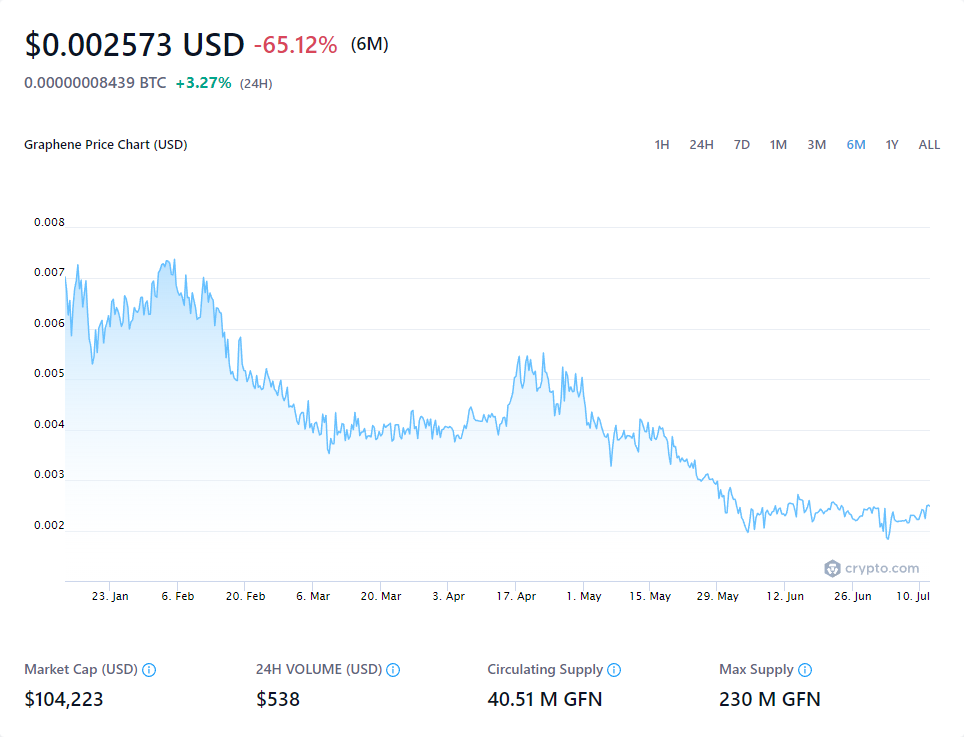 $0.002573 USD -65.12% (6M)
0.00000008439 BTC +3.27% (24H)
Graphene Price Chart (USD) 1H 24H 7D 1M 3M 6M 1Y ALL
0.008
0.007
0.006
0.005
0.004
0.003
0.002
crypto.com
23. Jan 6. Feb 20. Feb 6. Mar 20. Mar 3. Apr 17. Apr 1. May 15. May 29. May 12. Jun 26. Jun 10. Jul
Market Cap (USD) 24H VOLUME (USD) Circulating Supply Max Supply
$104,223 $538 40.51 M GFN 230 M GFN